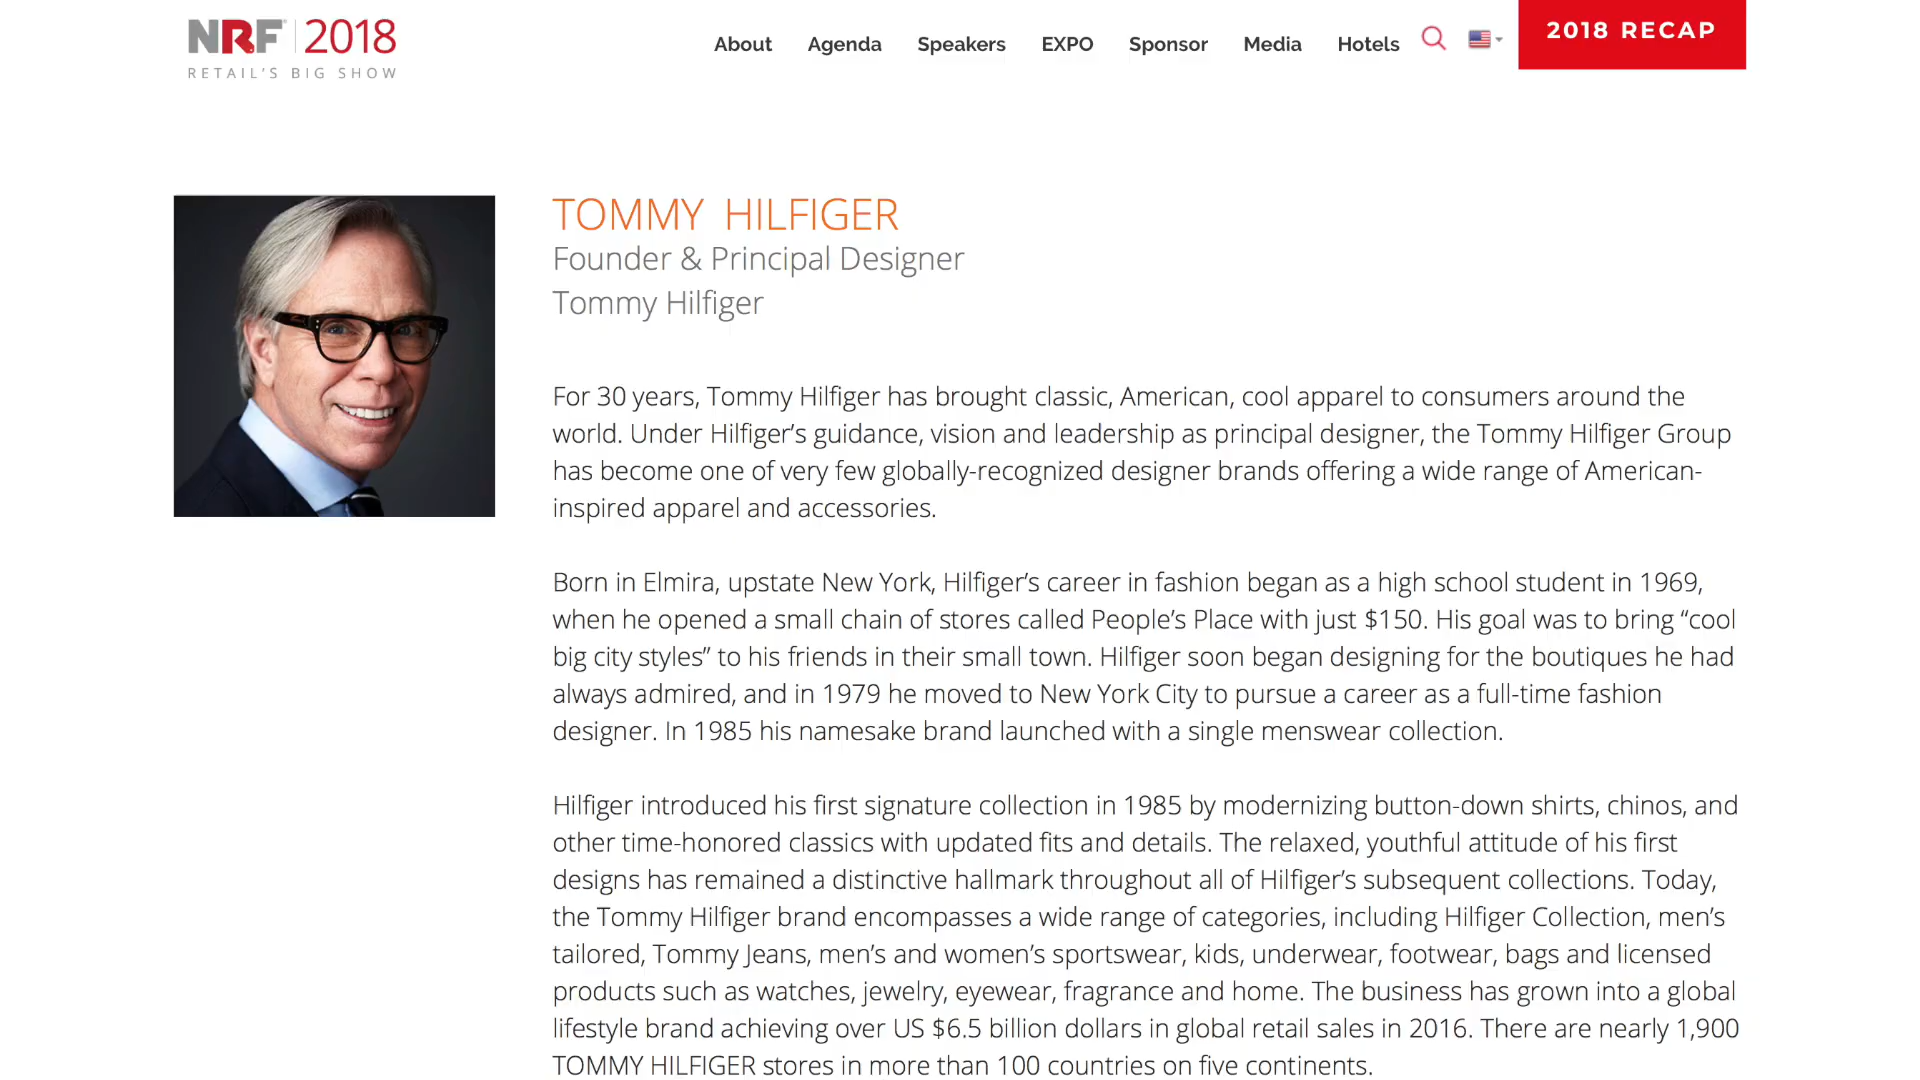 NRF 2018
RETAIL'S BIG SHOW
About Agenda Speakers EXPO Sponsor Media Hotels
2018 RECAP
TOMMY HILFIGER
Founder & Principal Designer
Tommy Hilfiger
For 30 years, Tommy Hilfiger has brought classic, American, cool apparel to consumers around the
world. Under Hilfiger’s guidance, vision and leadership as principal designer, the Tommy Hilfiger Group
has become one of very few globally-recognized designer brands offering a wide range of American-
inspired apparel and accessories.
Born in Elmira, upstate New York, Hilfiger’s career in fashion began as a high school student in 1969,
when he opened a small chain of stores called People’s Place with just $150. His goal was to bring “cool
big city styles” to his friends in their small town. Hilfiger soon began designing for the boutiques he had
always admired, and in 1979 he moved to New York City to pursue a career as a full-time fashion
designer. In 1985 his namesake brand launched with a single menswear collection.
Hilfiger introduced his first signature collection in 1985 by modernizing button-down shirts, chinos, and
other time-honored classics with updated fits and details. The relaxed, youthful attitude of his first
designs has remained a distinctive hallmark throughout all of Hilfiger’s subsequent collections. Today,
the Tommy Hilfiger brand encompasses a wide range of categories, including Hilfiger Collection, men’s
tailored, Tommy Jeans, men’s and women’s sportswear, kids, underwear, footwear, bags and licensed
products such as watches, jewelry, eyewear, fragrance and home. The business has grown into a global
lifestyle brand achieving over US $6.5 billion dollars in global retail sales in 2016. There are nearly 1,900
TOMMY HILFIGER stores in more than 100 countries on five continents.